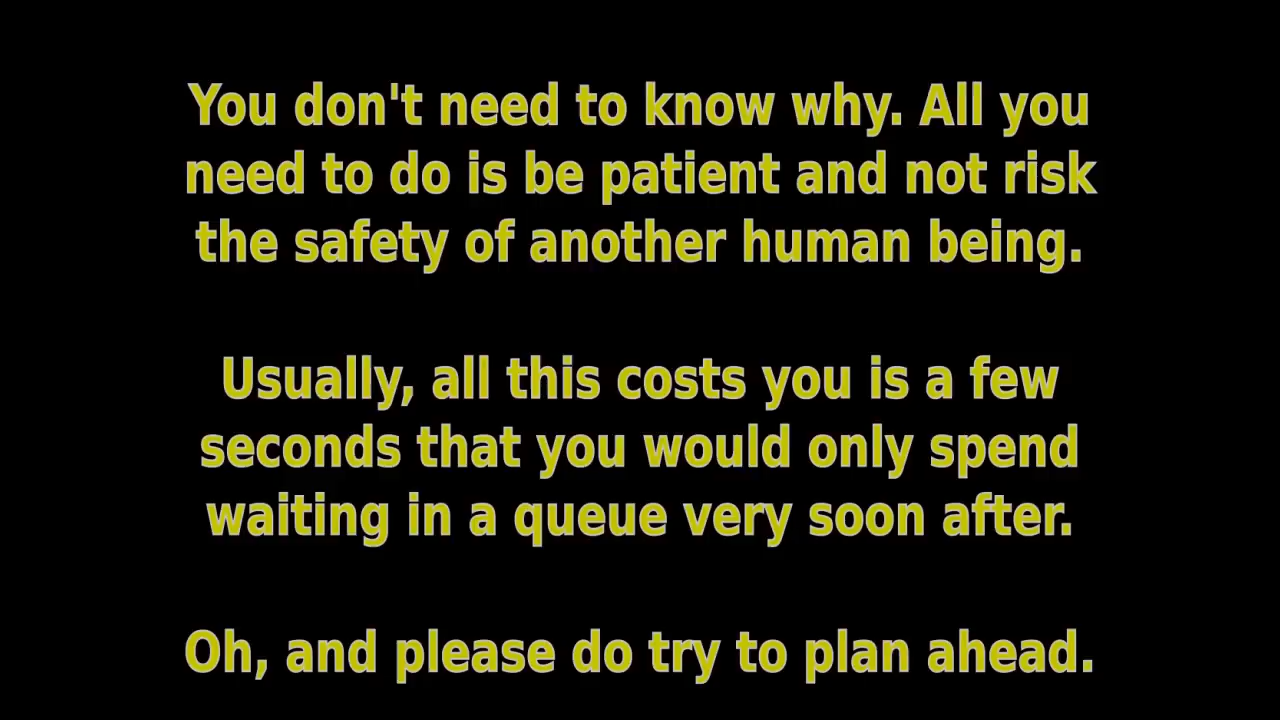 You don't need to know why. All you
need to do is be patient and not risk
the safety of another human being.
Usually, all this costs you is a few
seconds that you would only spend
waiting in a queue very soon after.
Oh, and please do try to plan ahead.